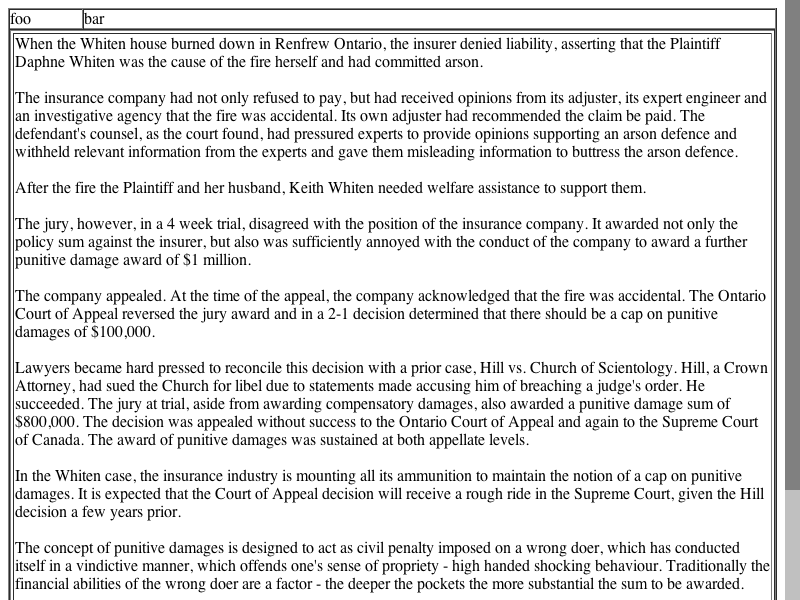 foo bar
When the Whiten house burned down in Renfrew Ontario, the insurer denied liability, asserting that the Plaintiff
Daphne Whiten was the cause of the fire herself and had committed arson.
The insurance company had not only refused to pay, but had received opinions from its adjuster, its expert engineer and
an investigative agency that the fire was accidental. Its own adjuster had recommended the claim be paid. The
defendant's counsel, as the court found, had pressured experts to provide opinions supporting an arson defence and
withheld relevant information from the experts and gave them misleading information to buttress the arson defence.
After the fire the Plaintiff and her husband, Keith Whiten needed welfare assistance to support them.
The jury, however, in a 4 week trial, disagreed with the position of the insurance company. It awarded not only the
policy sum against the insurer, but also was sufficiently annoyed with the conduct of the company to award a further
punitive damage award of $1 million.
The company appealed. At the time of the appeal, the company acknowledged that the fire was accidental. The Ontario
Court of Appeal reversed the jury award and in a 2-1 decision determined that there should be a cap on punitive
damages of $100,000.
Lawyers became hard pressed to reconcile this decision with a prior case, Hill vs. Church of Scientology. Hill, a Crown
Attorney, had sued the Church for libel due to statements made accusing him of breaching a judge's order. He
succeeded. The jury at trial, aside from awarding compensatory damages, also awarded a punitive damage sum of
$800,000. The decision was appealed without success to the Ontario Court of Appeal and again to the Supreme Court
of Canada. The award of punitive damages was sustained at both appellate levels.
In the Whiten case, the insurance industry is mounting all its ammunition to maintain the notion of a cap on punitive
damages. It is expected that the Court of Appeal decision will receive a rough ride in the Supreme Court, given the Hill
decision a few years prior.
The concept of punitive damages is designed to act as civil penalty imposed on a wrong doer, which has conducted
itself in a vindictive manner, which offends one's sense of propriety - high handed shocking behaviour. Traditionally the
financial abilities of the wrong doer are a factor - the deeper the pockets the more substantial the sum to be awarded.